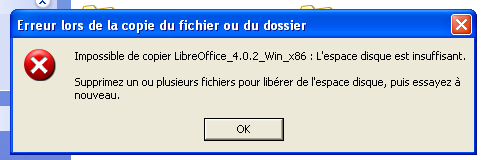 Erreur lors de la copie du fichier ou du dossier
Impossible de copier LibreOffice_4.0.2_Win_x86 : L'espace disque est insuffisant.
Supprimez un ou plusieurs fichiers pour libérer de l'espace disque, puis essayez à
nouveau.
OK